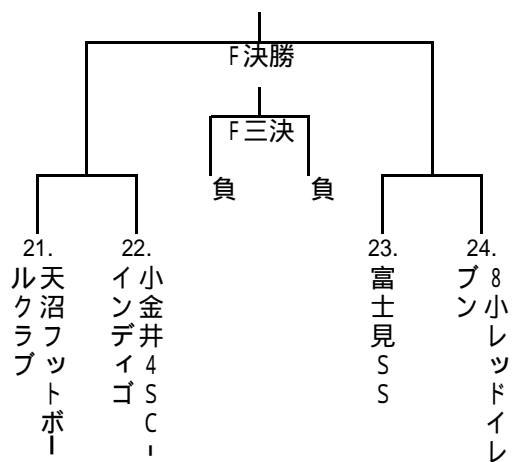 F決勝
F三決
負 負
21. 22. 23. 24.
天沼フットボー
ルクラブ
小金井4SCー
インディゴ
富士見SS
8小レッドイレ
ブン